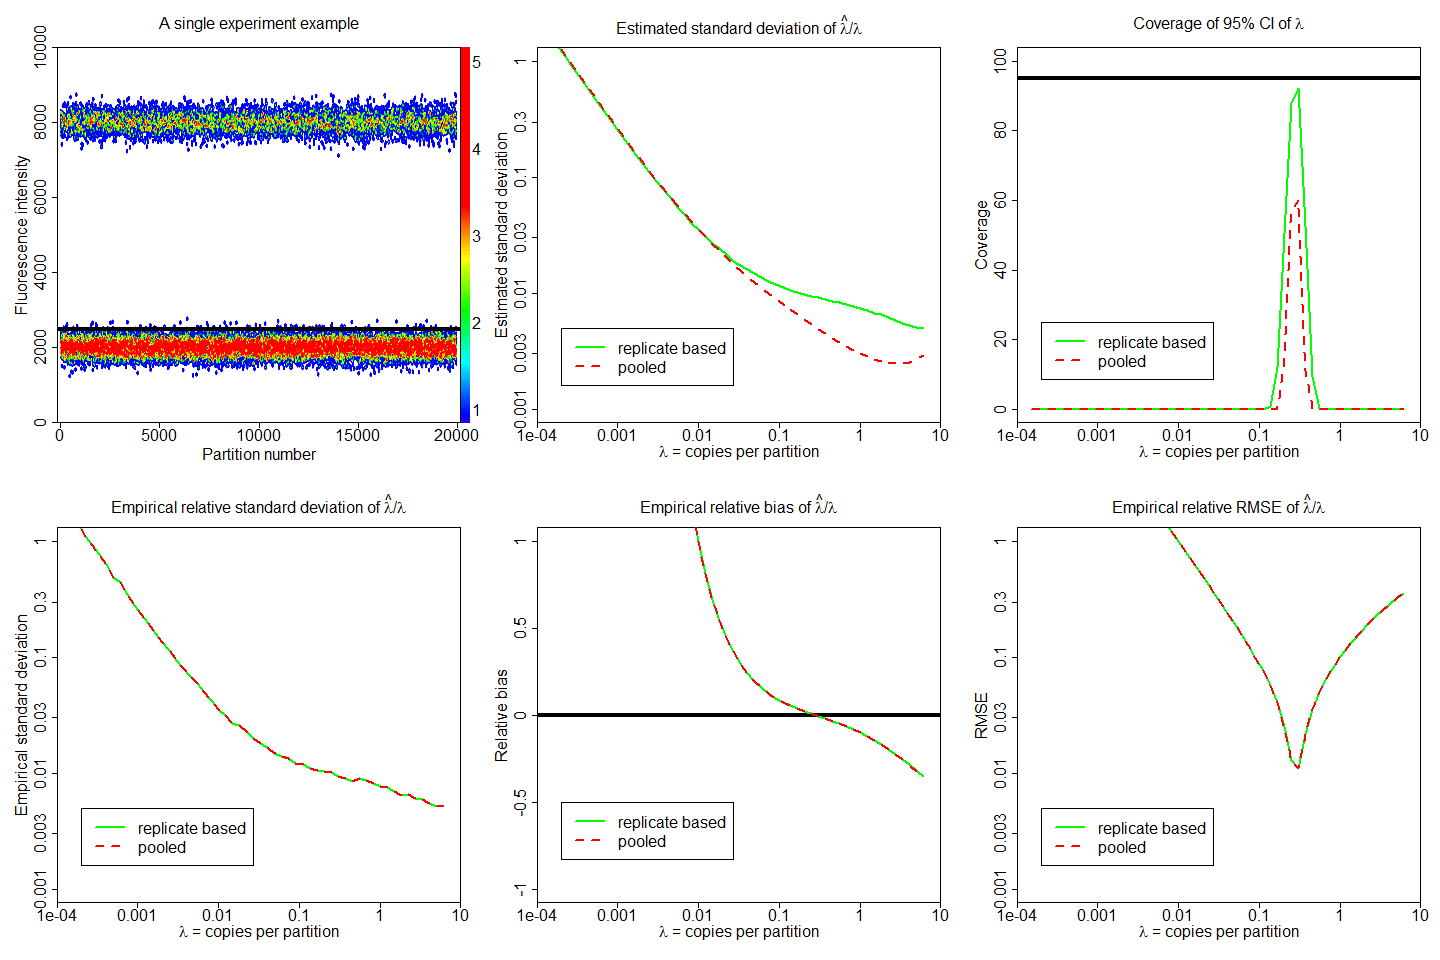 A single experiment example
Fluorescence intensity
0
2000
4000
6000
8000
10000
0
5000
10000
15000
20000
Partition number
5
4
3
2
1
Estimated standard deviation of λ̂/λ
Estimated standard deviation
1
0.3
0.1
0.03
0.01
0.003
0.001
replicate based
pooled
1e-04
0.001
0.01
0.1
1
10
λ = copies per partition
Coverage of 95% CI of λ
Coverage
100
80
60
40
20
0
replicate based
pooled
1e-04
0.001
0.01
0.1
1
10
λ = copies per partition
Empirical relative standard deviation of λ̂/λ
Empirical standard deviation
1
0.3
0.1
0.03
0.01
0.003
0.001
replicate based
pooled
1e-04
0.001
0.01
0.1
1
10
λ = copies per partition
Empirical relative bias of λ̂/λ
Relative bias
1
0.5
0
-0.5
-1
replicate based
pooled
1e-04
0.001
0.01
0.1
1
10
λ = copies per partition
Empirical relative RMSE of λ̂/λ
RMSE
1
0.3
0.1
0.03
0.01
0.003
0.001
replicate based
pooled
1e-04
0.001
0.01
0.1
1
10
λ = copies per partition